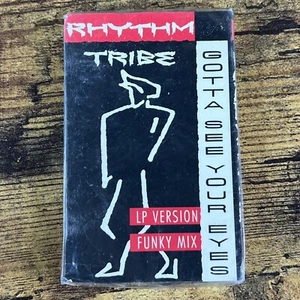 RHYTHM
TRIBE
GOTTA SEE YOUR EYES
LP VERSION
FUNKY MIX